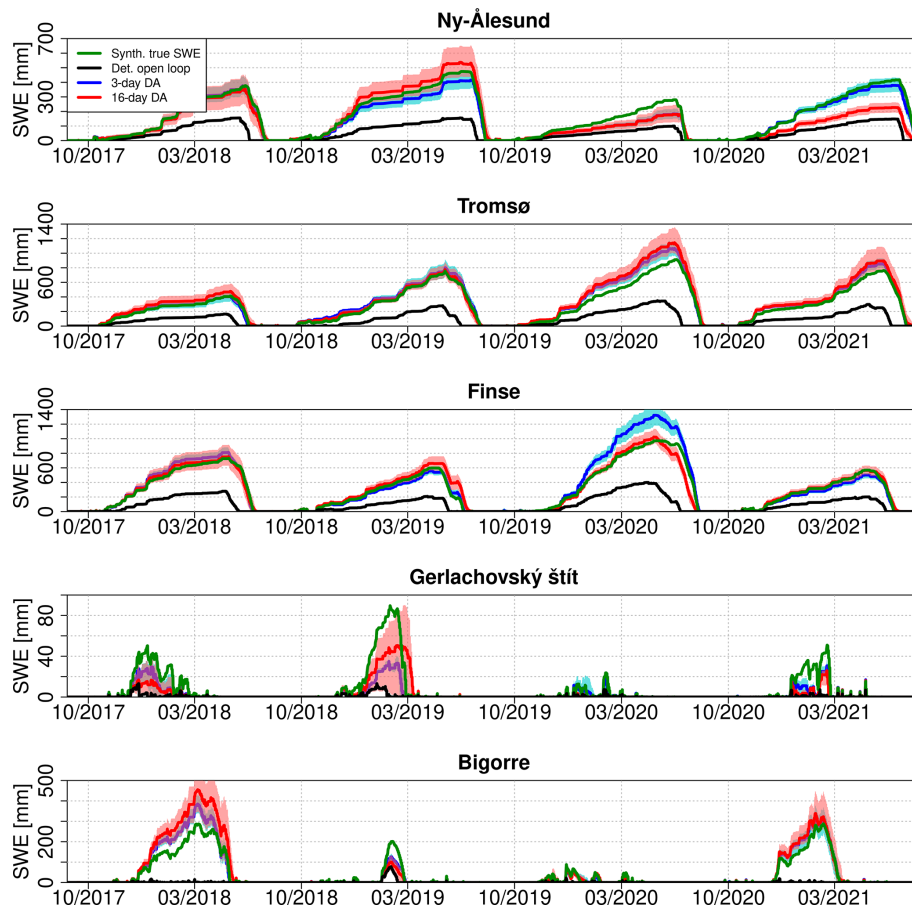 Ny-Ålesund
SWE [mm]
700
300
0
Synth. true SWE
Det. open loop
3-day DA
16-day DA
10/2017 03/2018 10/2018 03/2019 10/2019 03/2020 10/2020 03/2021
Tromsø
SWE [mm]
1400
600
0
10/2017 03/2018 10/2018 03/2019 10/2019 03/2020 10/2020 03/2021
Finse
SWE [mm]
1400
600
0
10/2017 03/2018 10/2018 03/2019 10/2019 03/2020 10/2020 03/2021
Gerlachovský štít
SWE [mm]
80
40
0
10/2017 03/2018 10/2018 03/2019 10/2019 03/2020 10/2020 03/2021
Bigorre
SWE [mm]
500
200
0
10/2017 03/2018 10/2018 03/2019 10/2019 03/2020 10/2020 03/2021